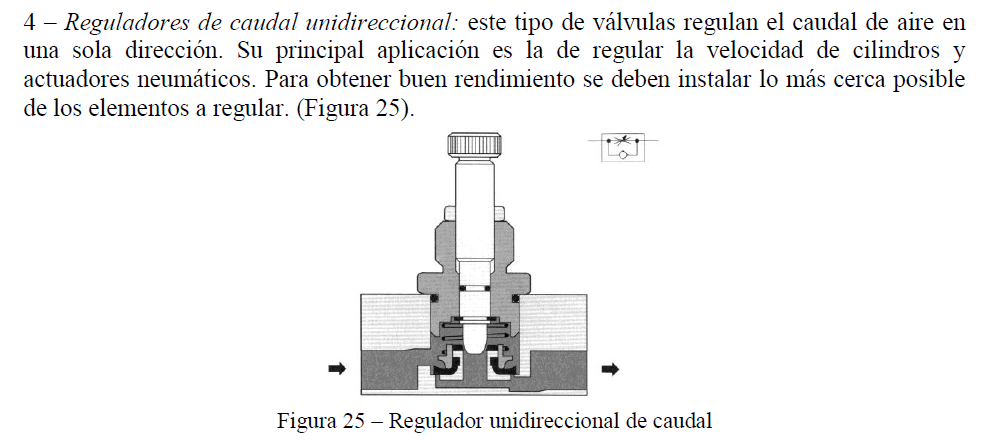 4 – Reguladores de caudal unidireccional: este tipo de válvulas regulan el caudal de aire en
una sola dirección. Su principal aplicación es la de regular la velocidad de cilindros y
actuadores neumáticos. Para obtener buen rendimiento se deben instalar lo más cerca posible
de los elementos a regular. (Figura 25).
Figura 25 – Regulador unidireccional de caudal